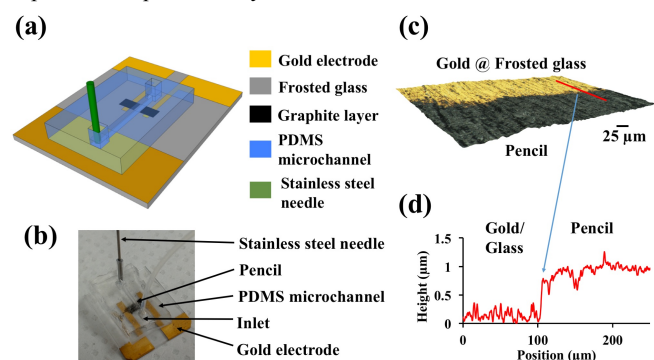 (a)
Gold electrode
Frosted glass
Graphite layer
PDMS
microchannel
Stainless steel
needle
(b)
Stainless steel needle
Pencil
PDMS microchannel
Inlet
Gold electrode
(c)
Gold @ Frosted glass
25 µm
Pencil
(d)
Gold/
Glass
Pencil
Height (µm)
1.5
1
0.5
0
0
100
200
Position (µm)